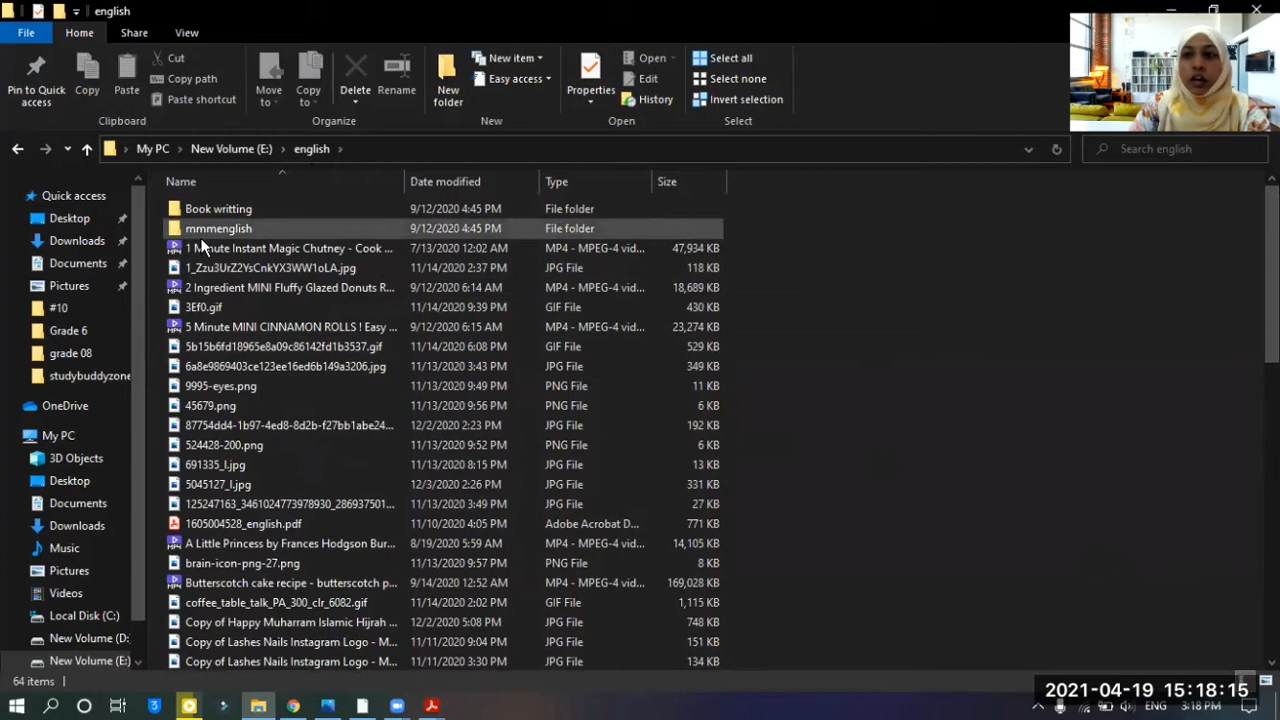 english
File Home Share View
Pin to Quick access
Copy
Paste
Cut
Copy path
Paste shortcut
Clipboard
Move to
Copy to
Delete
Rename
Organize
New folder
New item
Easy access
New
Properties
Open
Edit
History
Open
Select all
Select none
Invert selection
Select
My PC > New Volume (E:) > english >
Search english
Quick access
Desktop
Downloads
Documents
Pictures
#10
Grade 6
grade 08
studybuddyzone
OneDrive
My PC
3D Objects
Desktop
Documents
Downloads
Music
Pictures
Videos
Local Disk (C:)
New Volume (D:
New Volume (E:)
Name Date modified Type Size
Book writting 9/12/2020 4:45 PM File folder
mmmenglish 9/12/2020 4:45 PM File folder
1 Minute Instant Magic Chutney - Cook ... 7/13/2020 12:02 AM MP4 - MPEG-4 vid... 47,934 KB
1_Zzu3UrZ2YsCnkYX3WW1oLA.jpg 11/14/2020 2:37 PM JPG File 118 KB
2 Ingredient MINI Fluffy Glazed Donuts R... 9/12/2020 6:14 AM MP4 - MPEG-4 vid... 18,689 KB
3Ef0.gif 11/14/2020 9:39 PM GIF File 430 KB
5 Minute MINI CINNAMON ROLLS ! Easy ... 9/12/2020 6:15 AM MP4 - MPEG-4 vid... 23,274 KB
5b15b6fd18965e8a09c86142fd1b3537.gif 11/14/2020 6:08 PM GIF File 529 KB
6a8e9869403ce123ee16ed6b149a3206.jpg 11/13/2020 3:43 PM JPG File 349 KB
9995-eyes.png 11/13/2020 9:49 PM PNG File 11 KB
45679.png 11/13/2020 9:56 PM PNG File 6 KB
87754dd4-1b97-4ed8-8d2b-f27bb1abe24... 12/2/2020 2:23 PM JPG File 192 KB
524428-200.png 11/13/2020 9:52 PM PNG File 6 KB
691335_l.jpg 11/13/2020 8:15 PM JPG File 13 KB
5045127_l.jpg 12/3/2020 2:26 PM JPG File 331 KB
125247163_3461024773978930_286937501... 11/13/2020 3:49 PM JPG File 27 KB
1605004528_english.pdf 11/10/2020 4:05 PM Adobe Acrobat D... 771 KB
A Little Princess by Frances Hodgson Bur... 8/19/2020 5:59 AM MP4 - MPEG-4 vid... 14,105 KB
brain-icon-png-27.png 11/13/2020 9:57 PM PNG File 8 KB
Butterscotch cake recipe - butterscotch p... 9/14/2020 12:52 AM MP4 - MPEG-4 vid... 169,028 KB
coffee_table_talk_PA_300_clr_6082.gif 11/14/2020 2:02 PM GIF File 1,115 KB
Copy of Happy Muharram Islamic Hijrah ... 12/2/2020 5:08 PM JPG File 748 KB
Copy of Lashes Nails Instagram Logo - M... 11/11/2020 9:04 PM JPG File 151 KB
Copy of Lashes Nails Instagram Logo - M... 11/11/2020 3:30 PM JPG File 134 KB
64 items
2021-04-19 15:18:15
ENG 3:18 PM